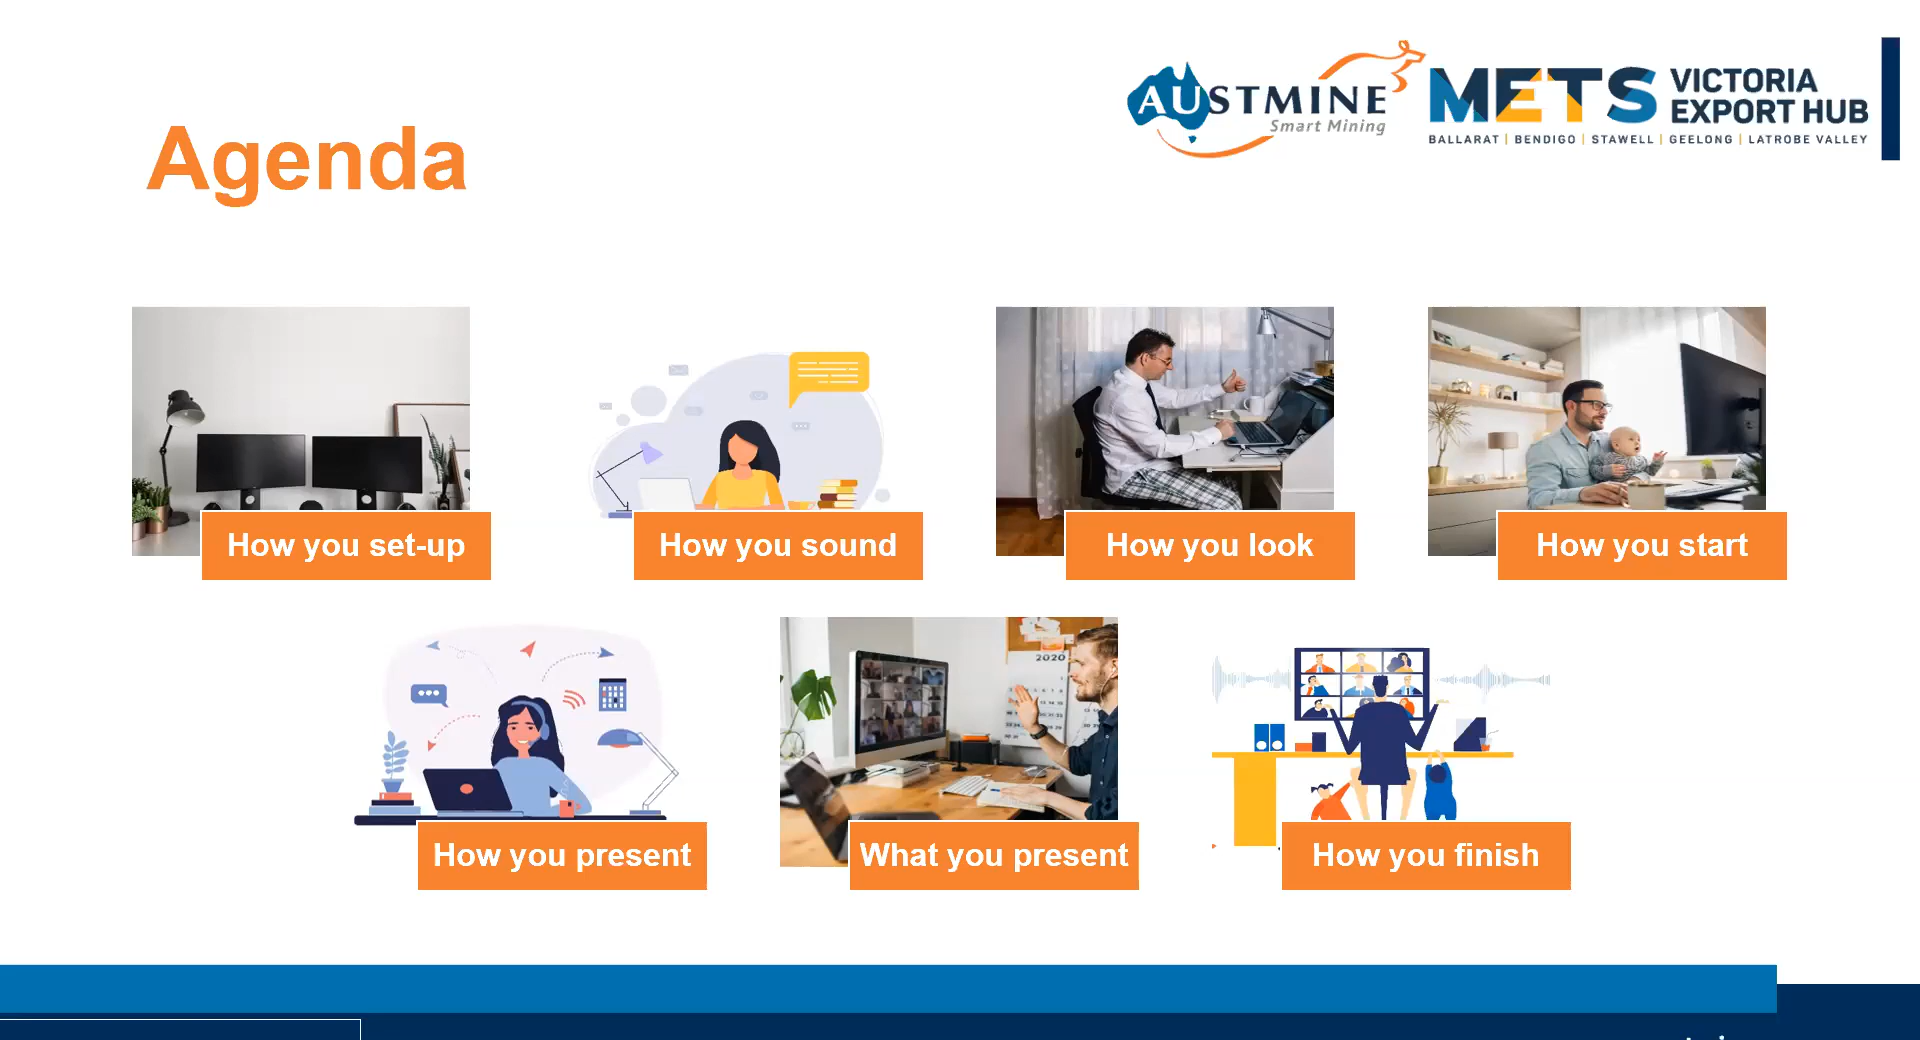 AUSTMINE
Smart Mining
METS VICTORIA
EXPORT HUB
BALLARAT | BENDIGO | STAWELL | GEELONG | LATROBE VALLEY
Agenda
How you set-up
How you sound
How you look
How you start
2020
How you present
What you present
How you finish